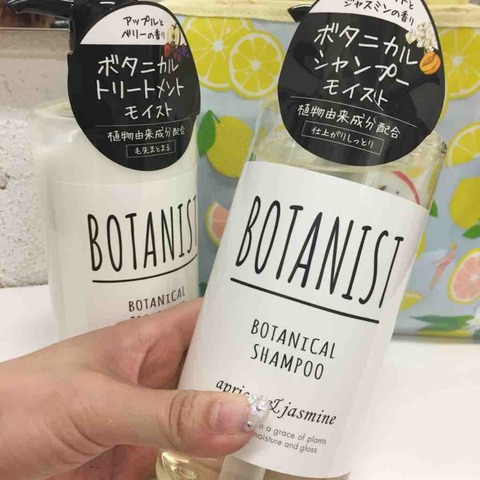 アップルと
ベリーの香り
ボタニカル
トリートメント
モイスト
植物由来成分配合
毛先まとまる
BOTANIST
BOTANICAL
ジャスミンの香り
ボタニカル
シャンプー
モイスト
植物由来成分配合
仕上がりしっとり
BOTANIST
BOTANICAL
SHAMPOO
&jasmine
in a grace of plants
moisture and gloss.